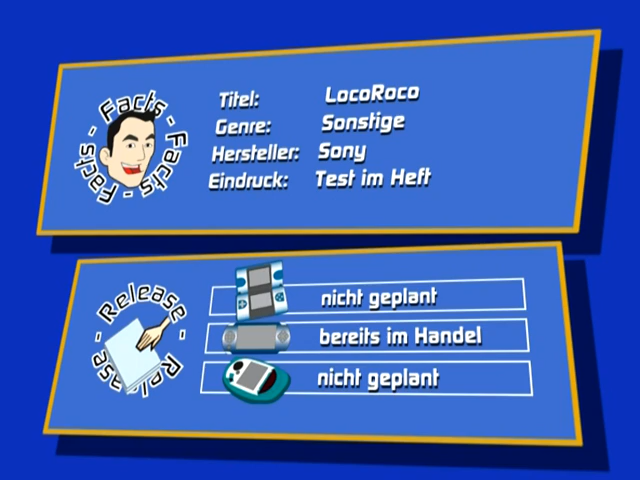 Facts - Facts - Facts -
Titel: LocoRoco
Genre: Sonstige
Hersteller: Sony
Eindruck: Test im Heft
Release - Release -
nicht geplant
bereits im Handel
nicht geplant